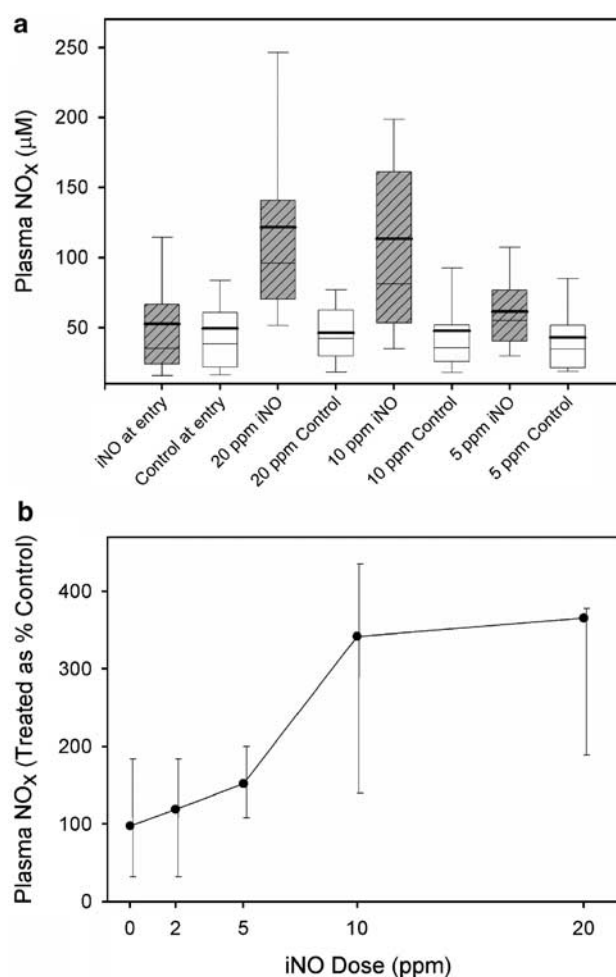 a
Plasma NOX (μM)
250
200
150
100
50
iNO at entry
Control at entry
20 ppm iNO
20 ppm Control
10 ppm iNO
10 ppm Control
5 ppm iNO
5 ppm Control
b
Plasma NOX (Treated as % Control)
400
300
200
100
0
0 2 5 10 20
iNO Dose (ppm)